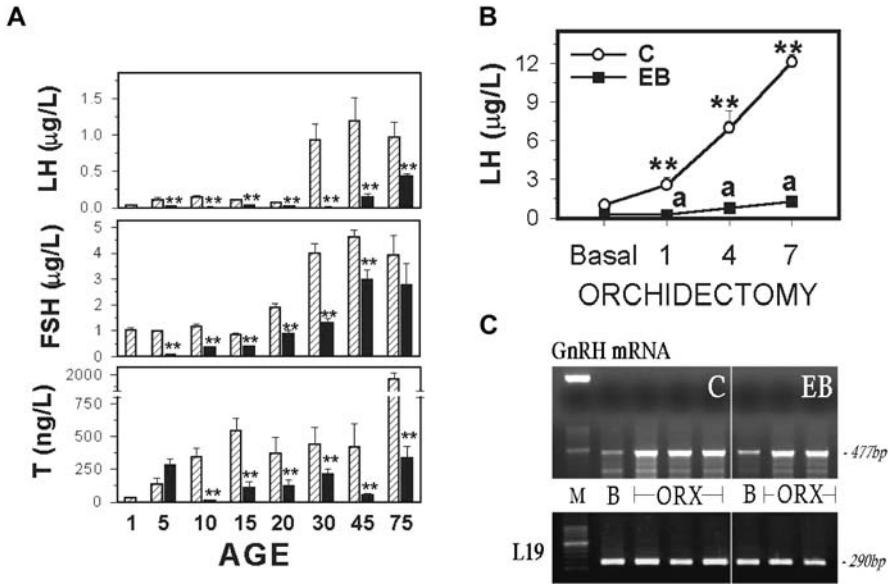 A
LH (µg/L)
1.5
1.0
0.5
0.0
** ** ** ** ** ** **
FSH (µg/L)
5
4
3
2
1
0
** ** ** ** ** **
T (ng/L)
2000
750
500
250
0
** ** ** ** ** **
1 5 10 15 20 30 45 75
AGE
B
LH (µg/L)
12
9
6
3
0
C
EB
** ** **
a a a
Basal 1 4 7
ORCHIDECTOMY
C
GnRH mRNA
C EB
- 477bp
M B ORX B ORX
L19
- 290bp